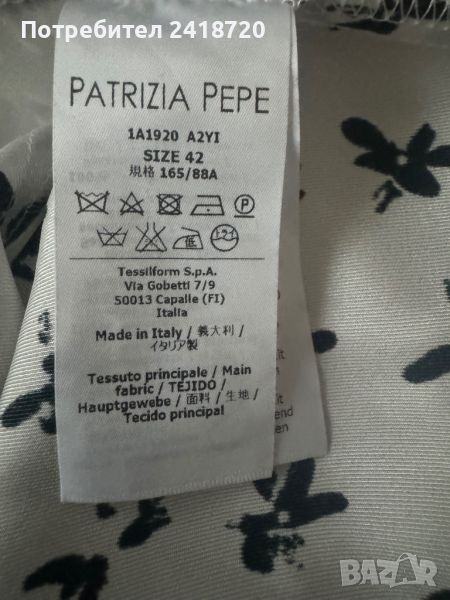 Потребител 2418720
PATRIZIA PEPE
1A1920 A2YI
SIZE 42
規格 165/88A
Tessilform S.p.A.
Via Gobetti 7/9
50013 Capalle (FI)
Italia
Made in Italy / 義大利 /
イタリア製
Tessuto principale / Main
fabric / TEJIDO /
Hauptgewebe / 面料 / 生地 /
Tecido principal
BAZAR